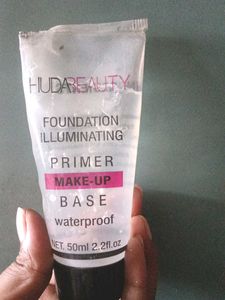 HUDABEAUTY
FOUNDATION
ILLUMINATING
PRIMER
MAKE-UP
BASE
waterproof
NET. 50ml 2.2fl.oz